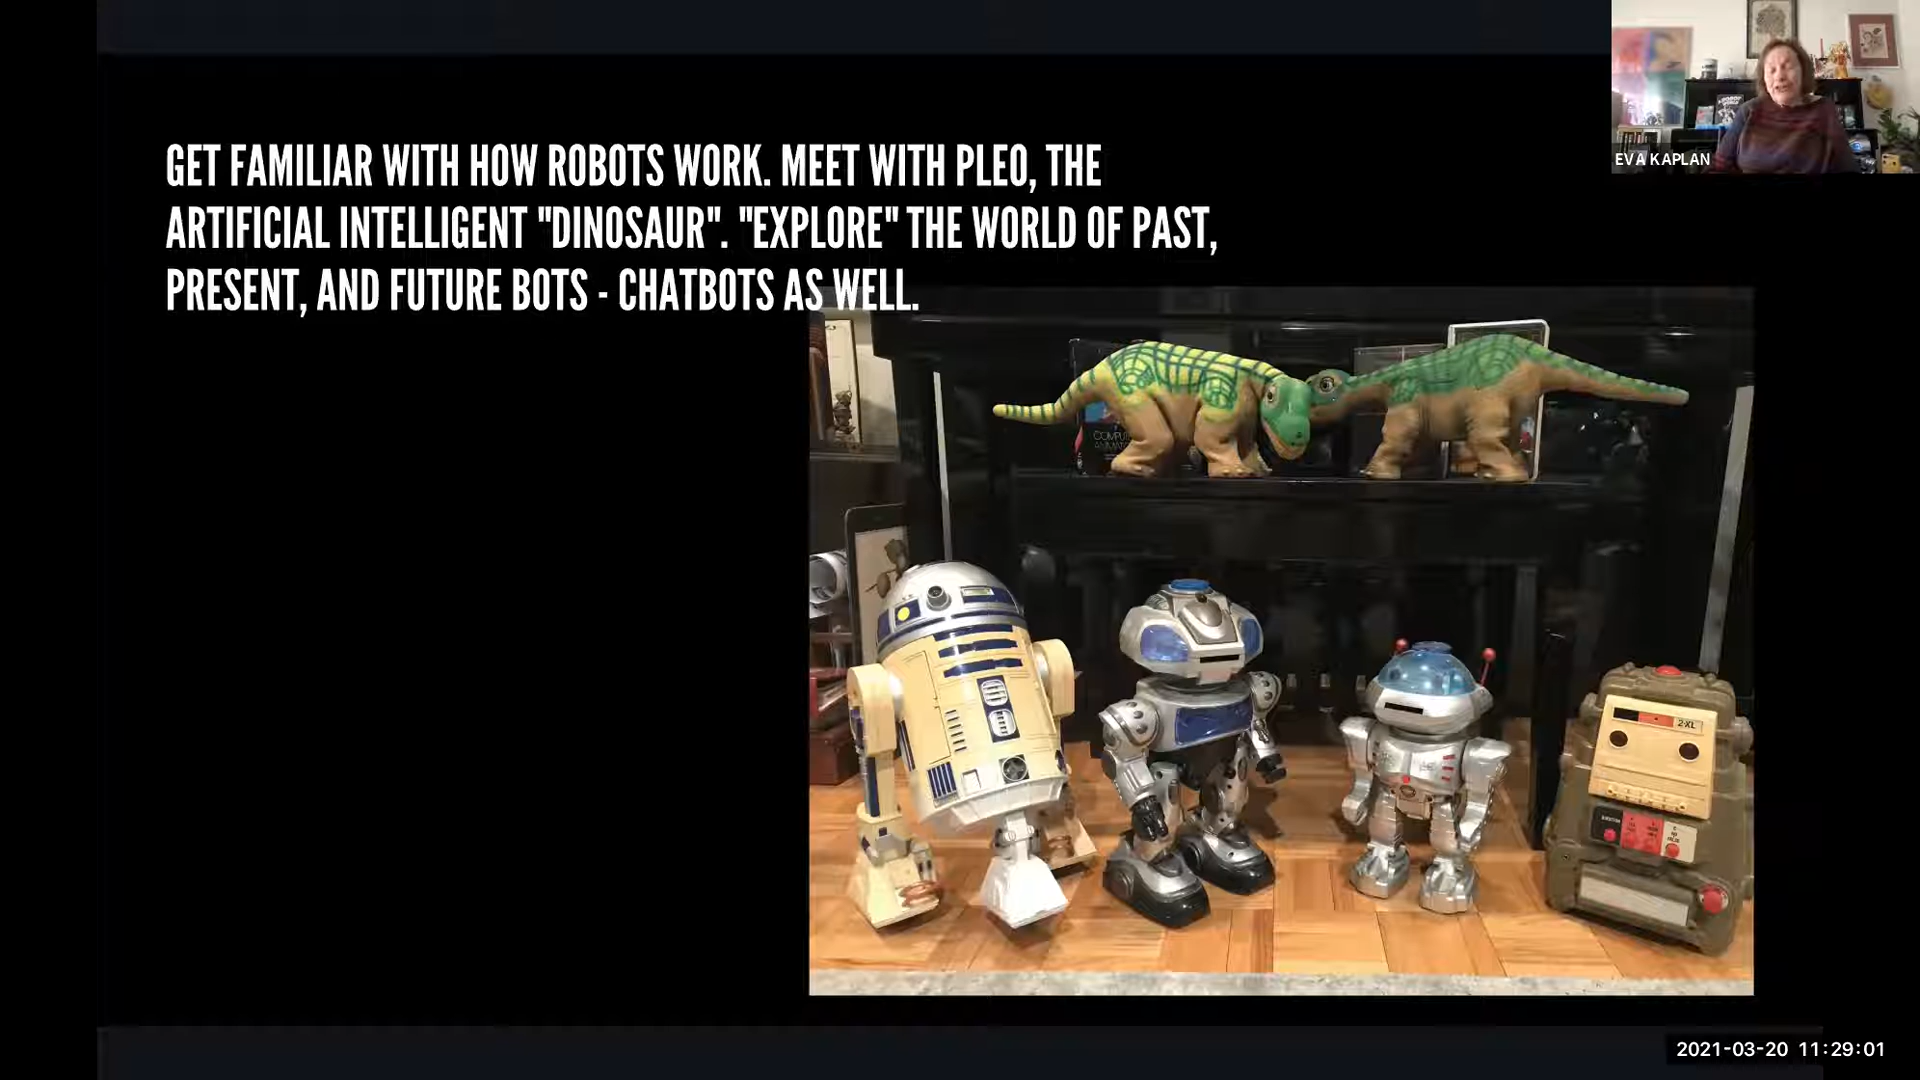 EVA KAPLAN
GET FAMILIAR WITH HOW ROBOTS WORK. MEET WITH PLEO, THE
ARTIFICIAL INTELLIGENT "DINOSAUR". "EXPLORE" THE WORLD OF PAST,
PRESENT, AND FUTURE BOTS - CHATBOTS AS WELL.
2-XL
2021-03-20 11:29:01